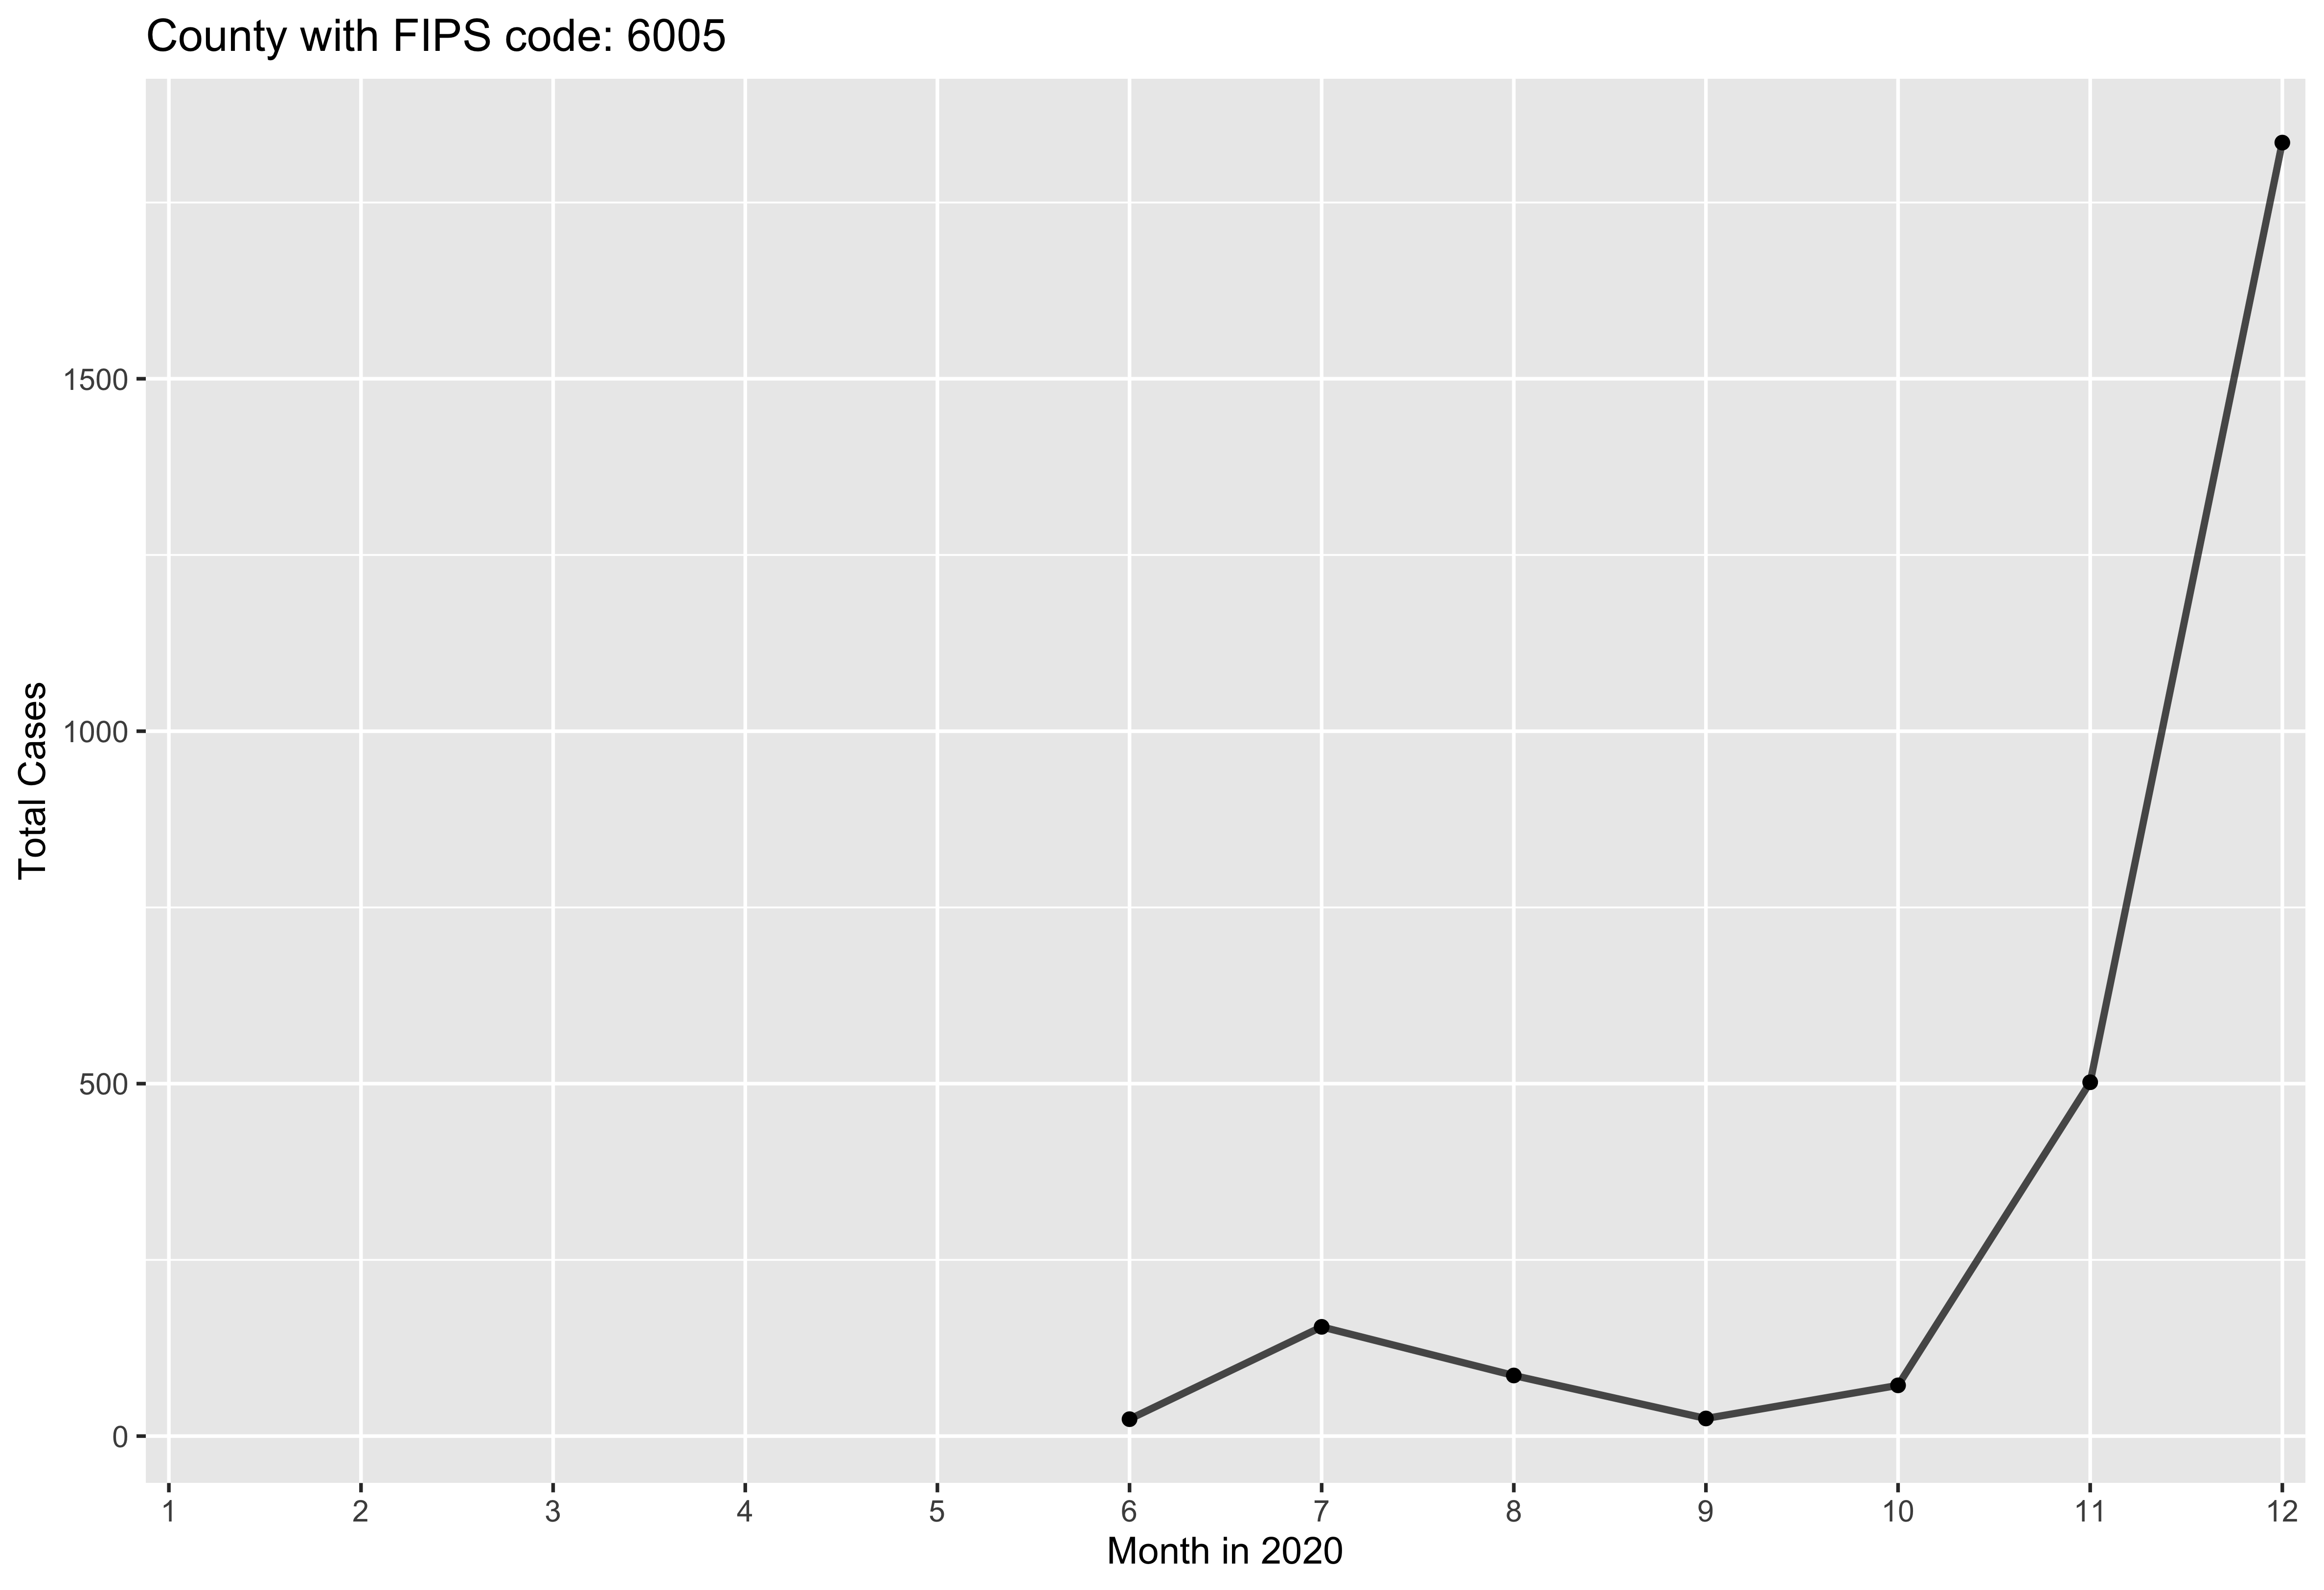 County with FIPS code: 6005
Total Cases
1500
1000
500
0
1 2 3 4 5 6 7 8 9 10 11 12
Month in 2020